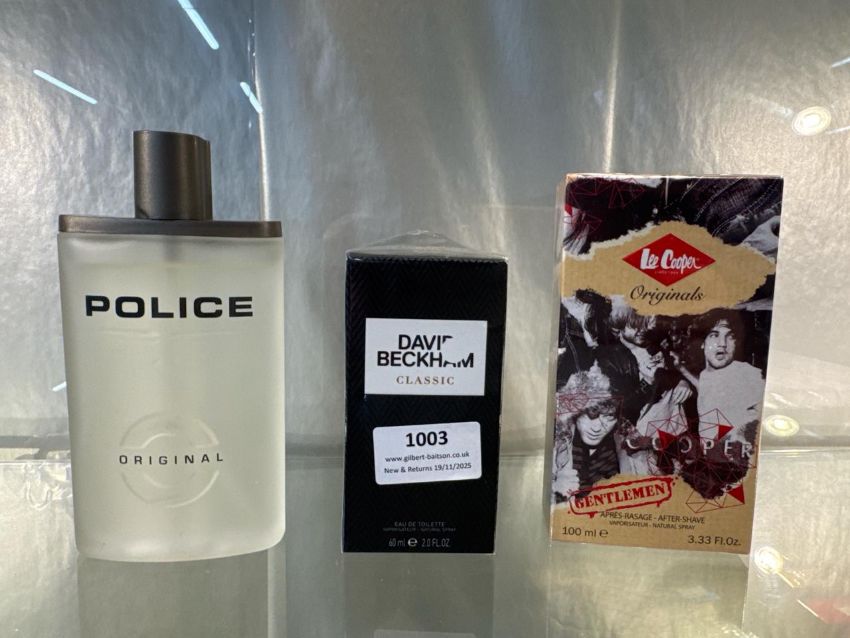 POLICE
ORIGINAL
DAVID
BECKHAM
CLASSIC
1003
www.gilbert-baitson.co.uk
New & Returns 19/11/2025
EAU DE TOILETTE
VAPORISATEUR - NATURAL SPRAY
60 ml e 2.0 FL.OZ.
Lee Cooper
Originals
COOPER
GENTLEMEN
APRÈS-RASAGE - AFTER-SHAVE
VAPORISATEUR - NATURAL SPRAY
100 ml e
3.33 Fl.Oz.